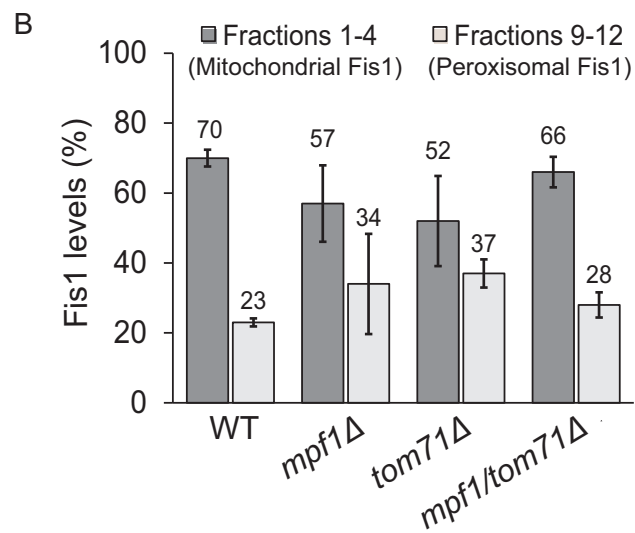 B
Fractions 1-4 Fractions 9-12
(Mitochondrial Fis1) (Peroxisomal Fis1)
Fis1 levels (%)
100
80
60
40
20
0
70
23
57
34
52
37
66
28
WT
mpf1Δ
tom71Δ
mpf1/tom71Δ